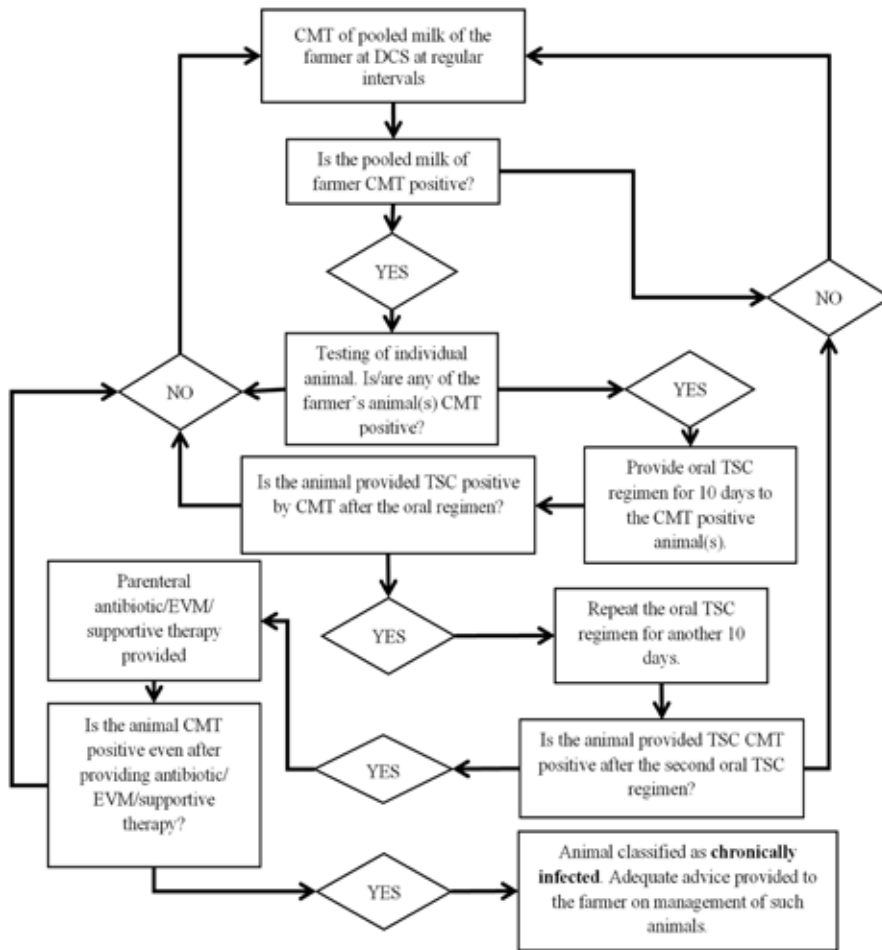 CMT of pooled milk of the
farmer at DCS at regular
intervals
Is the pooled milk of
farmer CMT positive?
YES
NO
Testing of individual
animal. Is/are any of the
farmer's animal(s) CMT
positive?
NO
YES
Provide oral TSC
regimen for 10 days to
the CMT positive
animal(s).
Is the animal provided TSC positive
by CMT after the oral regimen?
YES
Repeat the oral TSC
regimen for another 10
days.
Is the animal provided TSC CMT
positive after the second oral TSC
regimen?
YES
Parenteral
antibiotic/EVM/
supportive therapy
provided
Is the animal CMT
positive even after
providing antibiotic/
EVM/supportive
therapy?
YES
Animal classified as chronically
infected. Adequate advice provided to
the farmer on management of such
animals.